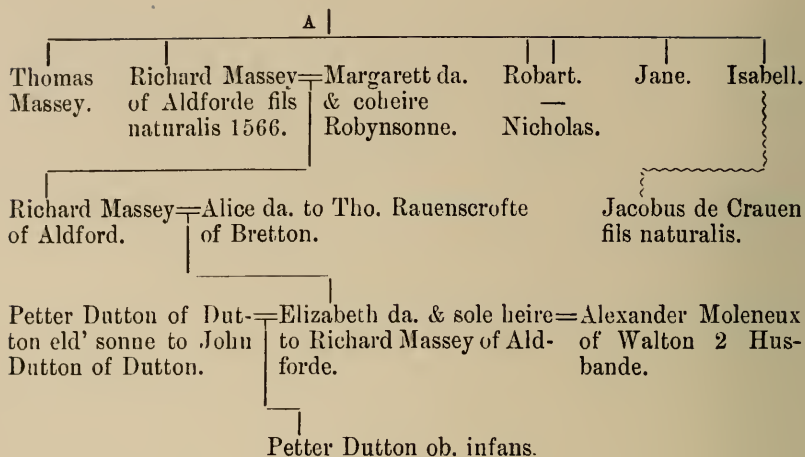 A
Thomas
Massey.
Richard Massey
of Aldforde fils
naturalis 1566.
Margarett da.
& coheire
Robynsonne.
Robart.
—
Nicholas.
Jane.
Isabell.
Richard Massey
of Aldford.
Alice da. to Tho. Rauenscrofte
of Bretton.
Jacobus de Crauen
fils naturalis.
Petter Dutton of Dut-
ton eld' sonne to John
Dutton of Dutton.
Elizabeth da. & sole heire
to Richard Massey of Ald-
forde.
Alexander Moleneux
of Walton 2 Hus-
bande.
Petter Dutton ob. infans.